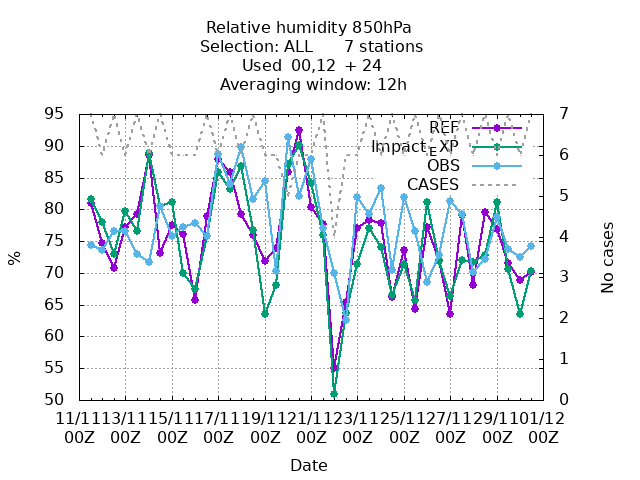 Relative humidity 850hPa
Selection: ALL 7 stations
Used 00,12 + 24
Averaging window: 12h
95
90
85
80
75
70
65
60
55
50
7
6
5
4
3
2
1
0
%
No cases
REF
Impact_EXP
OBS
CASES
11/11 13/11 15/11 17/11 19/11 21/11 23/11 25/11 27/11 29/11 01/12
00Z 00Z 00Z 00Z 00Z 00Z 00Z 00Z 00Z 00Z 00Z
Date